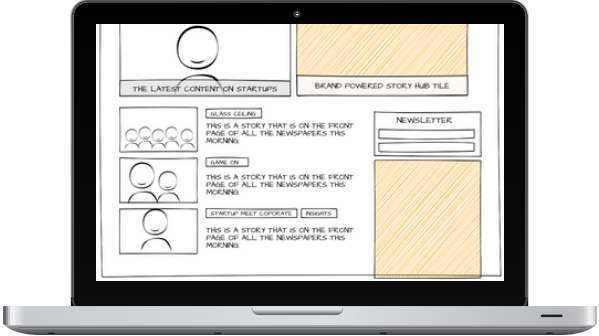 THE LATEST CONTENT ON STARTUPS
BRAND POWERED STORY HUB TILE
GLASS CEILING
THIS IS A STORY THAT IS ON THE FRONT
PAGE OF ALL THE NEWSPAPERS THIS
MORNING
GAME ON
THIS IS A STORY THAT IS ON THE FRONT
PAGE OF ALL THE NEWSPAPERS THIS
MORNING
STARTUP MEET COPORATE
INSIGHTS
THIS IS A STORY THAT IS ON THE FRONT
PAGE OF ALL THE NEWSPAPERS THIS
MORNING
NEWSLETTER